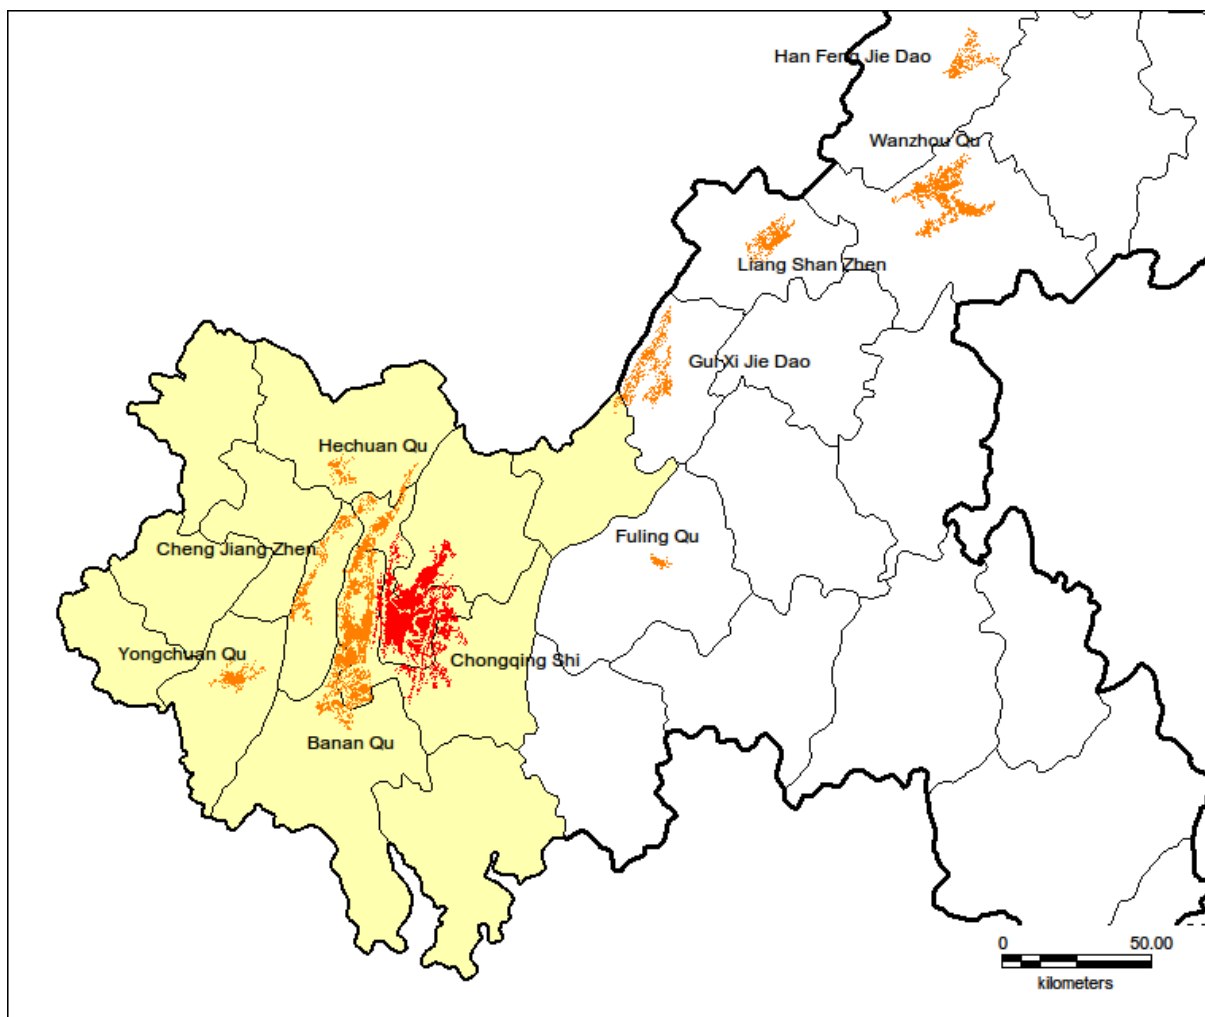 Han Feng Jie Dao
Wanzhou Qu
Liang Shan Zhen
Gui Xi Jie Dao
Hechuan Qu
Fuling Qu
Cheng Jiang Zhen
Yongchuan Qu
Chongqing Shi
Banan Qu
0 50.00
kilometers